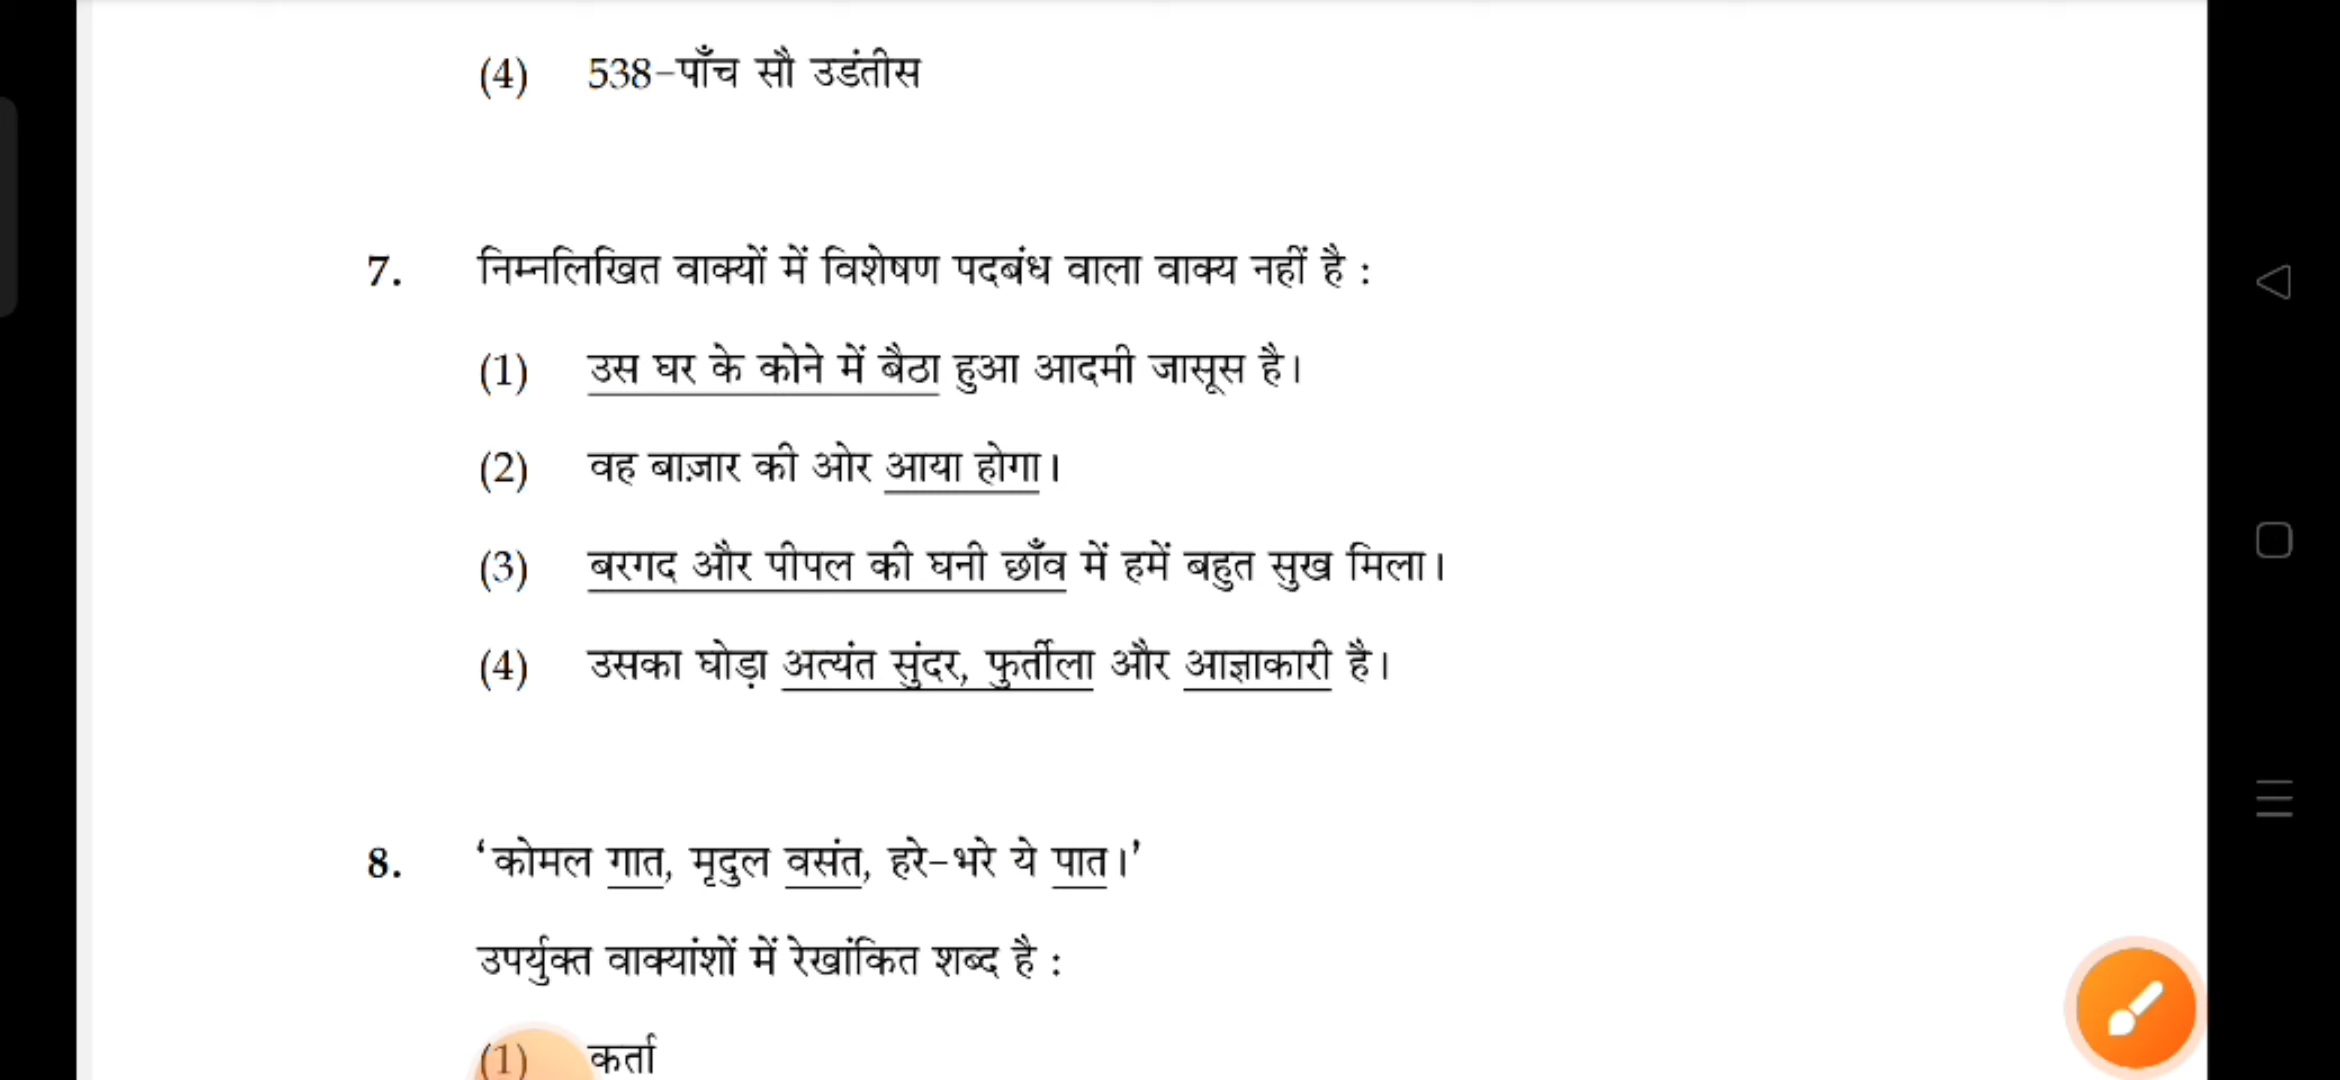 (4) 538-पाँच सौ उडंतीस
7. निम्नलिखित वाक्यों में विशेषण पदबंध वाला वाक्य नहीं है :
(1) उस घर के कोने में बैठा हुआ आदमी जासूस है।
(2) वह बाज़ार की ओर आया होगा।
(3) बरगद और पीपल की घनी छाँव में हमें बहुत सुख मिला।
(4) उसका घोड़ा अत्यंत सुंदर, फुर्तीला और आज्ञाकारी है।
8. ‘कोमल गात, मृदुल वसंत, हरे-भरे ये पात।’
उपर्युक्त वाक्यांशों में रेखांकित शब्द है :
(1) कर्ता